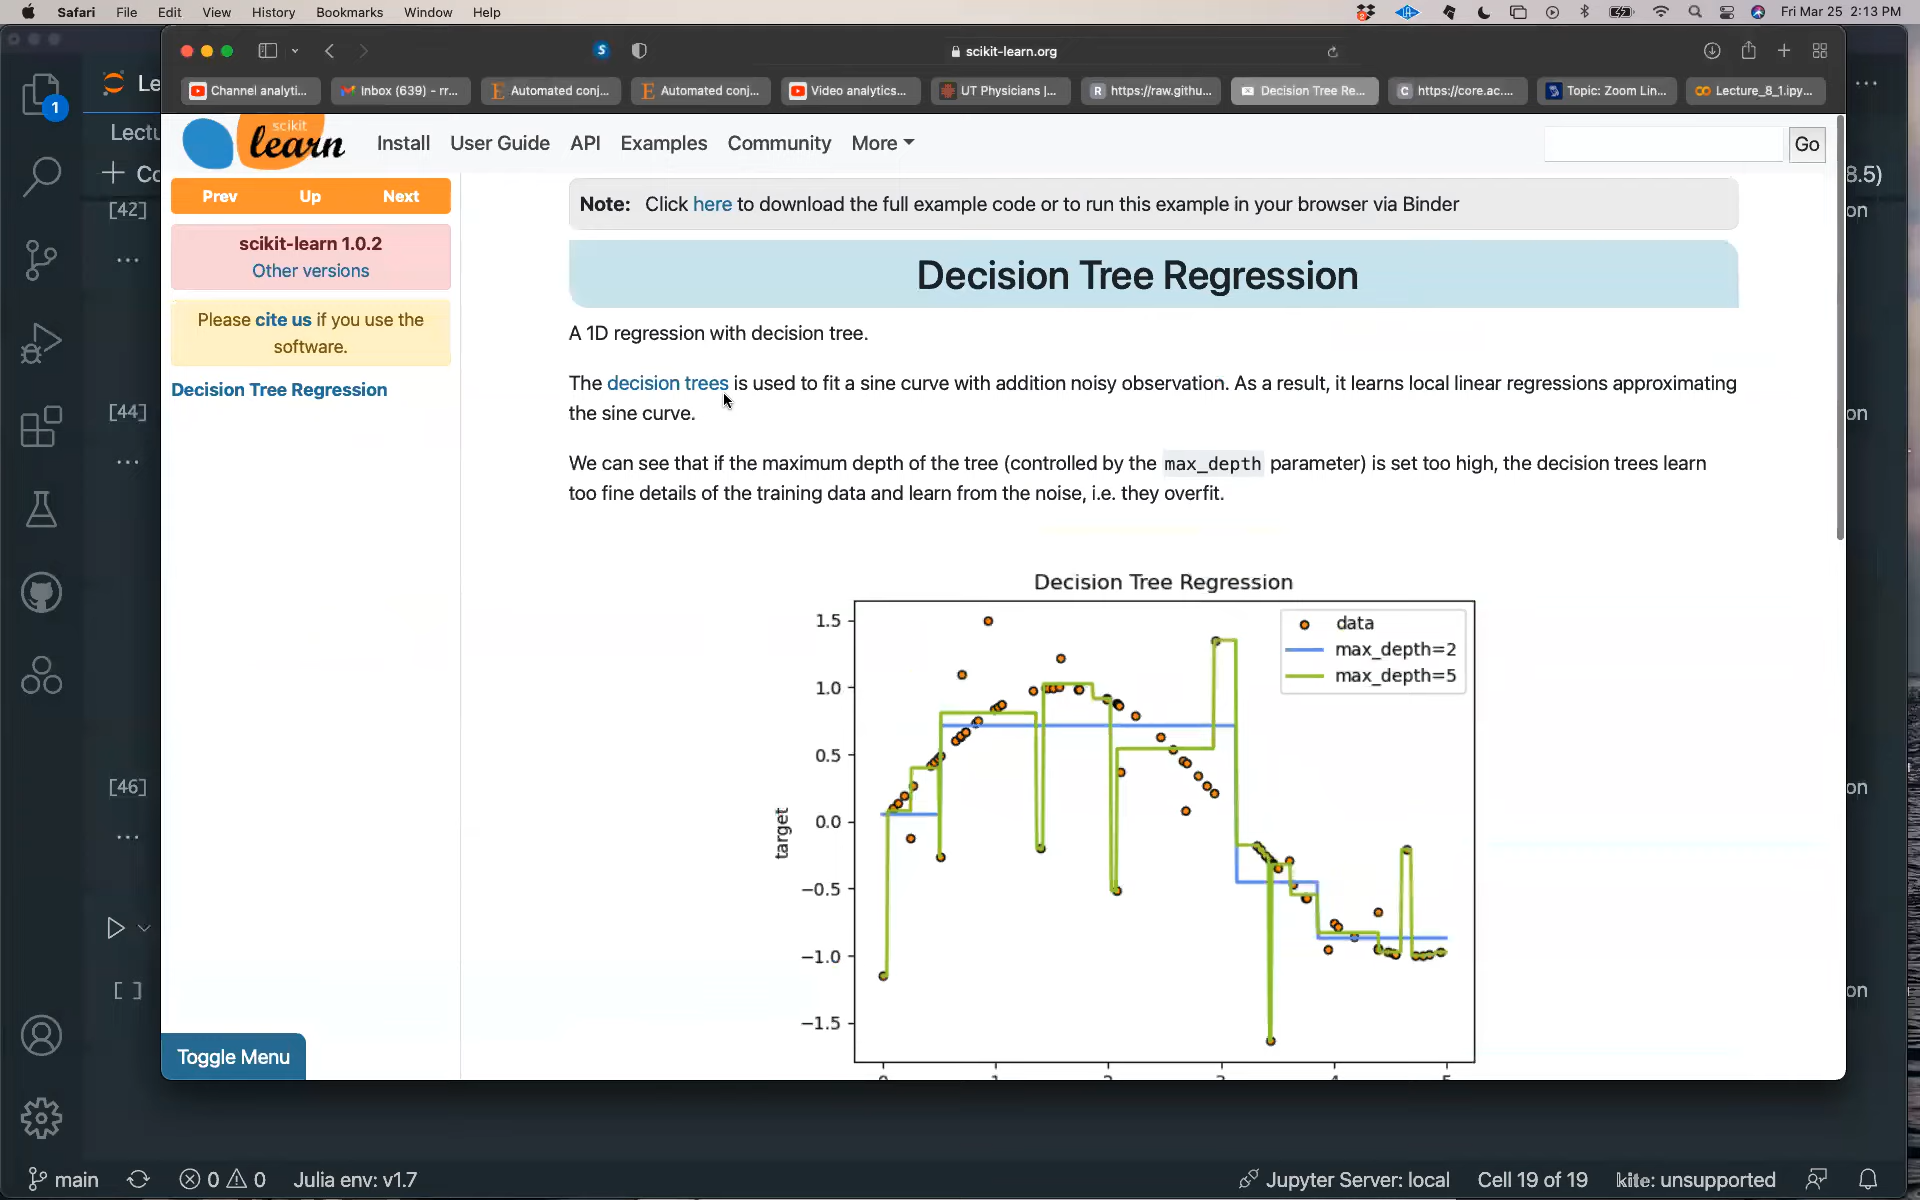 Safari File Edit View History Bookmarks Window Help
Fri Mar 25 2:13 PM
S scikit-learn.org
Channel analyti... Inbox (639) - rr... Automated conj... Automated conj... Video analytics... UT Physicians |... https://raw.githu... Decision Tree Re... https://core.ac.... Topic: Zoom Lin... Lecture_8_1.ipy...
1
Le
Lectu
Co
8.5)
on
scikit learn Install User Guide API Examples Community More Go
Prev Up Next
scikit-learn 1.0.2
Other versions
Please cite us if you use the
software.
Decision Tree Regression
Note: Click here to download the full example code or to run this example in your browser via Binder
Decision Tree Regression
A 1D regression with decision tree.
The decision trees is used to fit a sine curve with addition noisy observation. As a result, it learns local linear regressions approximating
the sine curve.
We can see that if the maximum depth of the tree (controlled by the max_depth parameter) is set too high, the decision trees learn
too fine details of the training data and learn from the noise, i.e. they overfit.
Decision Tree Regression
data
max_depth=2
max_depth=5
1.5
1.0
0.5
0.0
−0.5
−1.0
−1.5
target
[42]
...
[44]
on
...
[46]
on
...
[ ]
on
Toggle Menu
main 0 0 Julia env: v1.7
Jupyter Server: local Cell 19 of 19 kite: unsupported